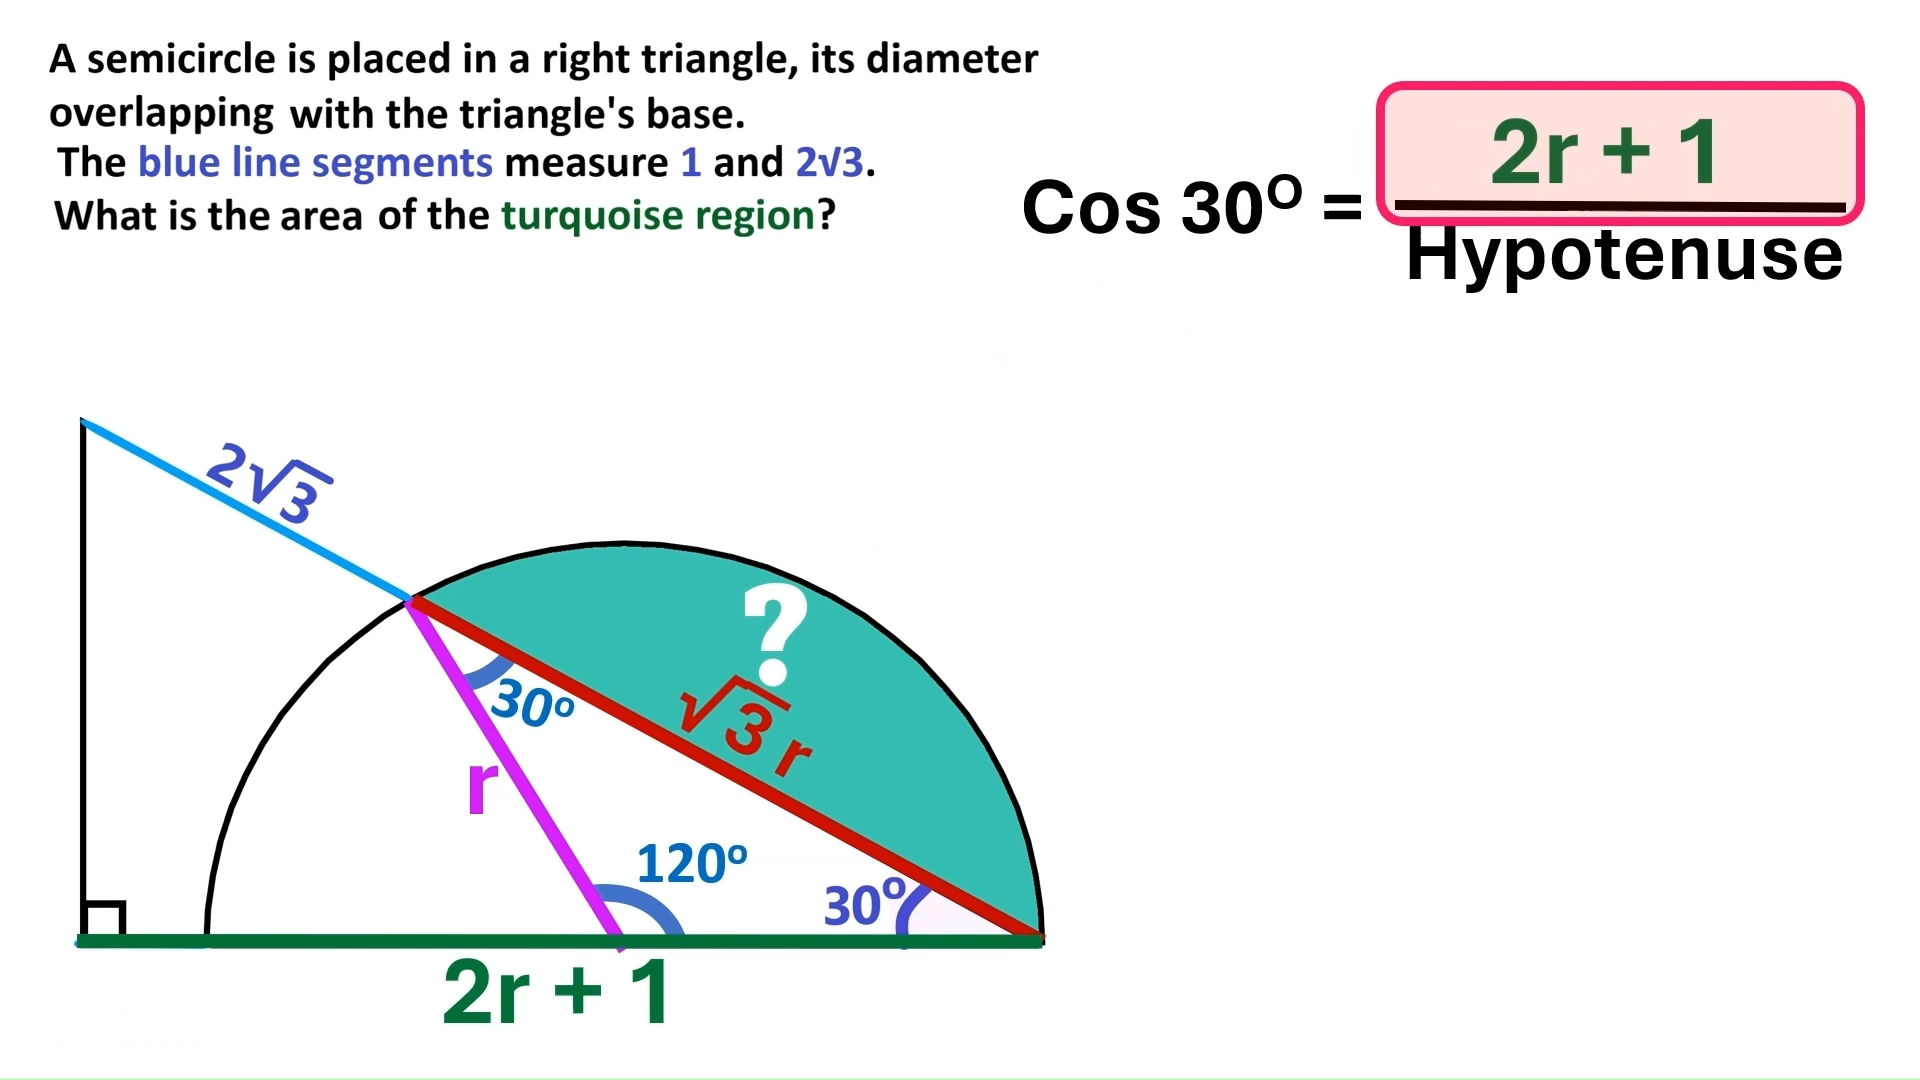 A semicircle is placed in a right triangle, its diameter
overlapping with the triangle's base.
The blue line segments measure 1 and 2√3.
What is the area of the turquoise region?
Cos 30° = 
2r + 1
Hypotenuse
2√3
?
√3 r
30°
r
120°
30°
2r + 1